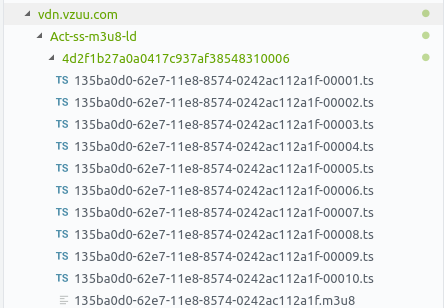 vdn.vzuu.com
Act-ss-m3u8-ld
4d2f1b27a0a0417c937af38548310006
TS 135ba0d0-62e7-11e8-8574-0242ac112a1f-00001.ts
TS 135ba0d0-62e7-11e8-8574-0242ac112a1f-00002.ts
TS 135ba0d0-62e7-11e8-8574-0242ac112a1f-00003.ts
TS 135ba0d0-62e7-11e8-8574-0242ac112a1f-00004.ts
TS 135ba0d0-62e7-11e8-8574-0242ac112a1f-00005.ts
TS 135ba0d0-62e7-11e8-8574-0242ac112a1f-00006.ts
TS 135ba0d0-62e7-11e8-8574-0242ac112a1f-00007.ts
TS 135ba0d0-62e7-11e8-8574-0242ac112a1f-00008.ts
TS 135ba0d0-62e7-11e8-8574-0242ac112a1f-00009.ts
TS 135ba0d0-62e7-11e8-8574-0242ac112a1f-00010.ts
135ba0d0-62e7-11e8-8574-0242ac112a1f.m3u8